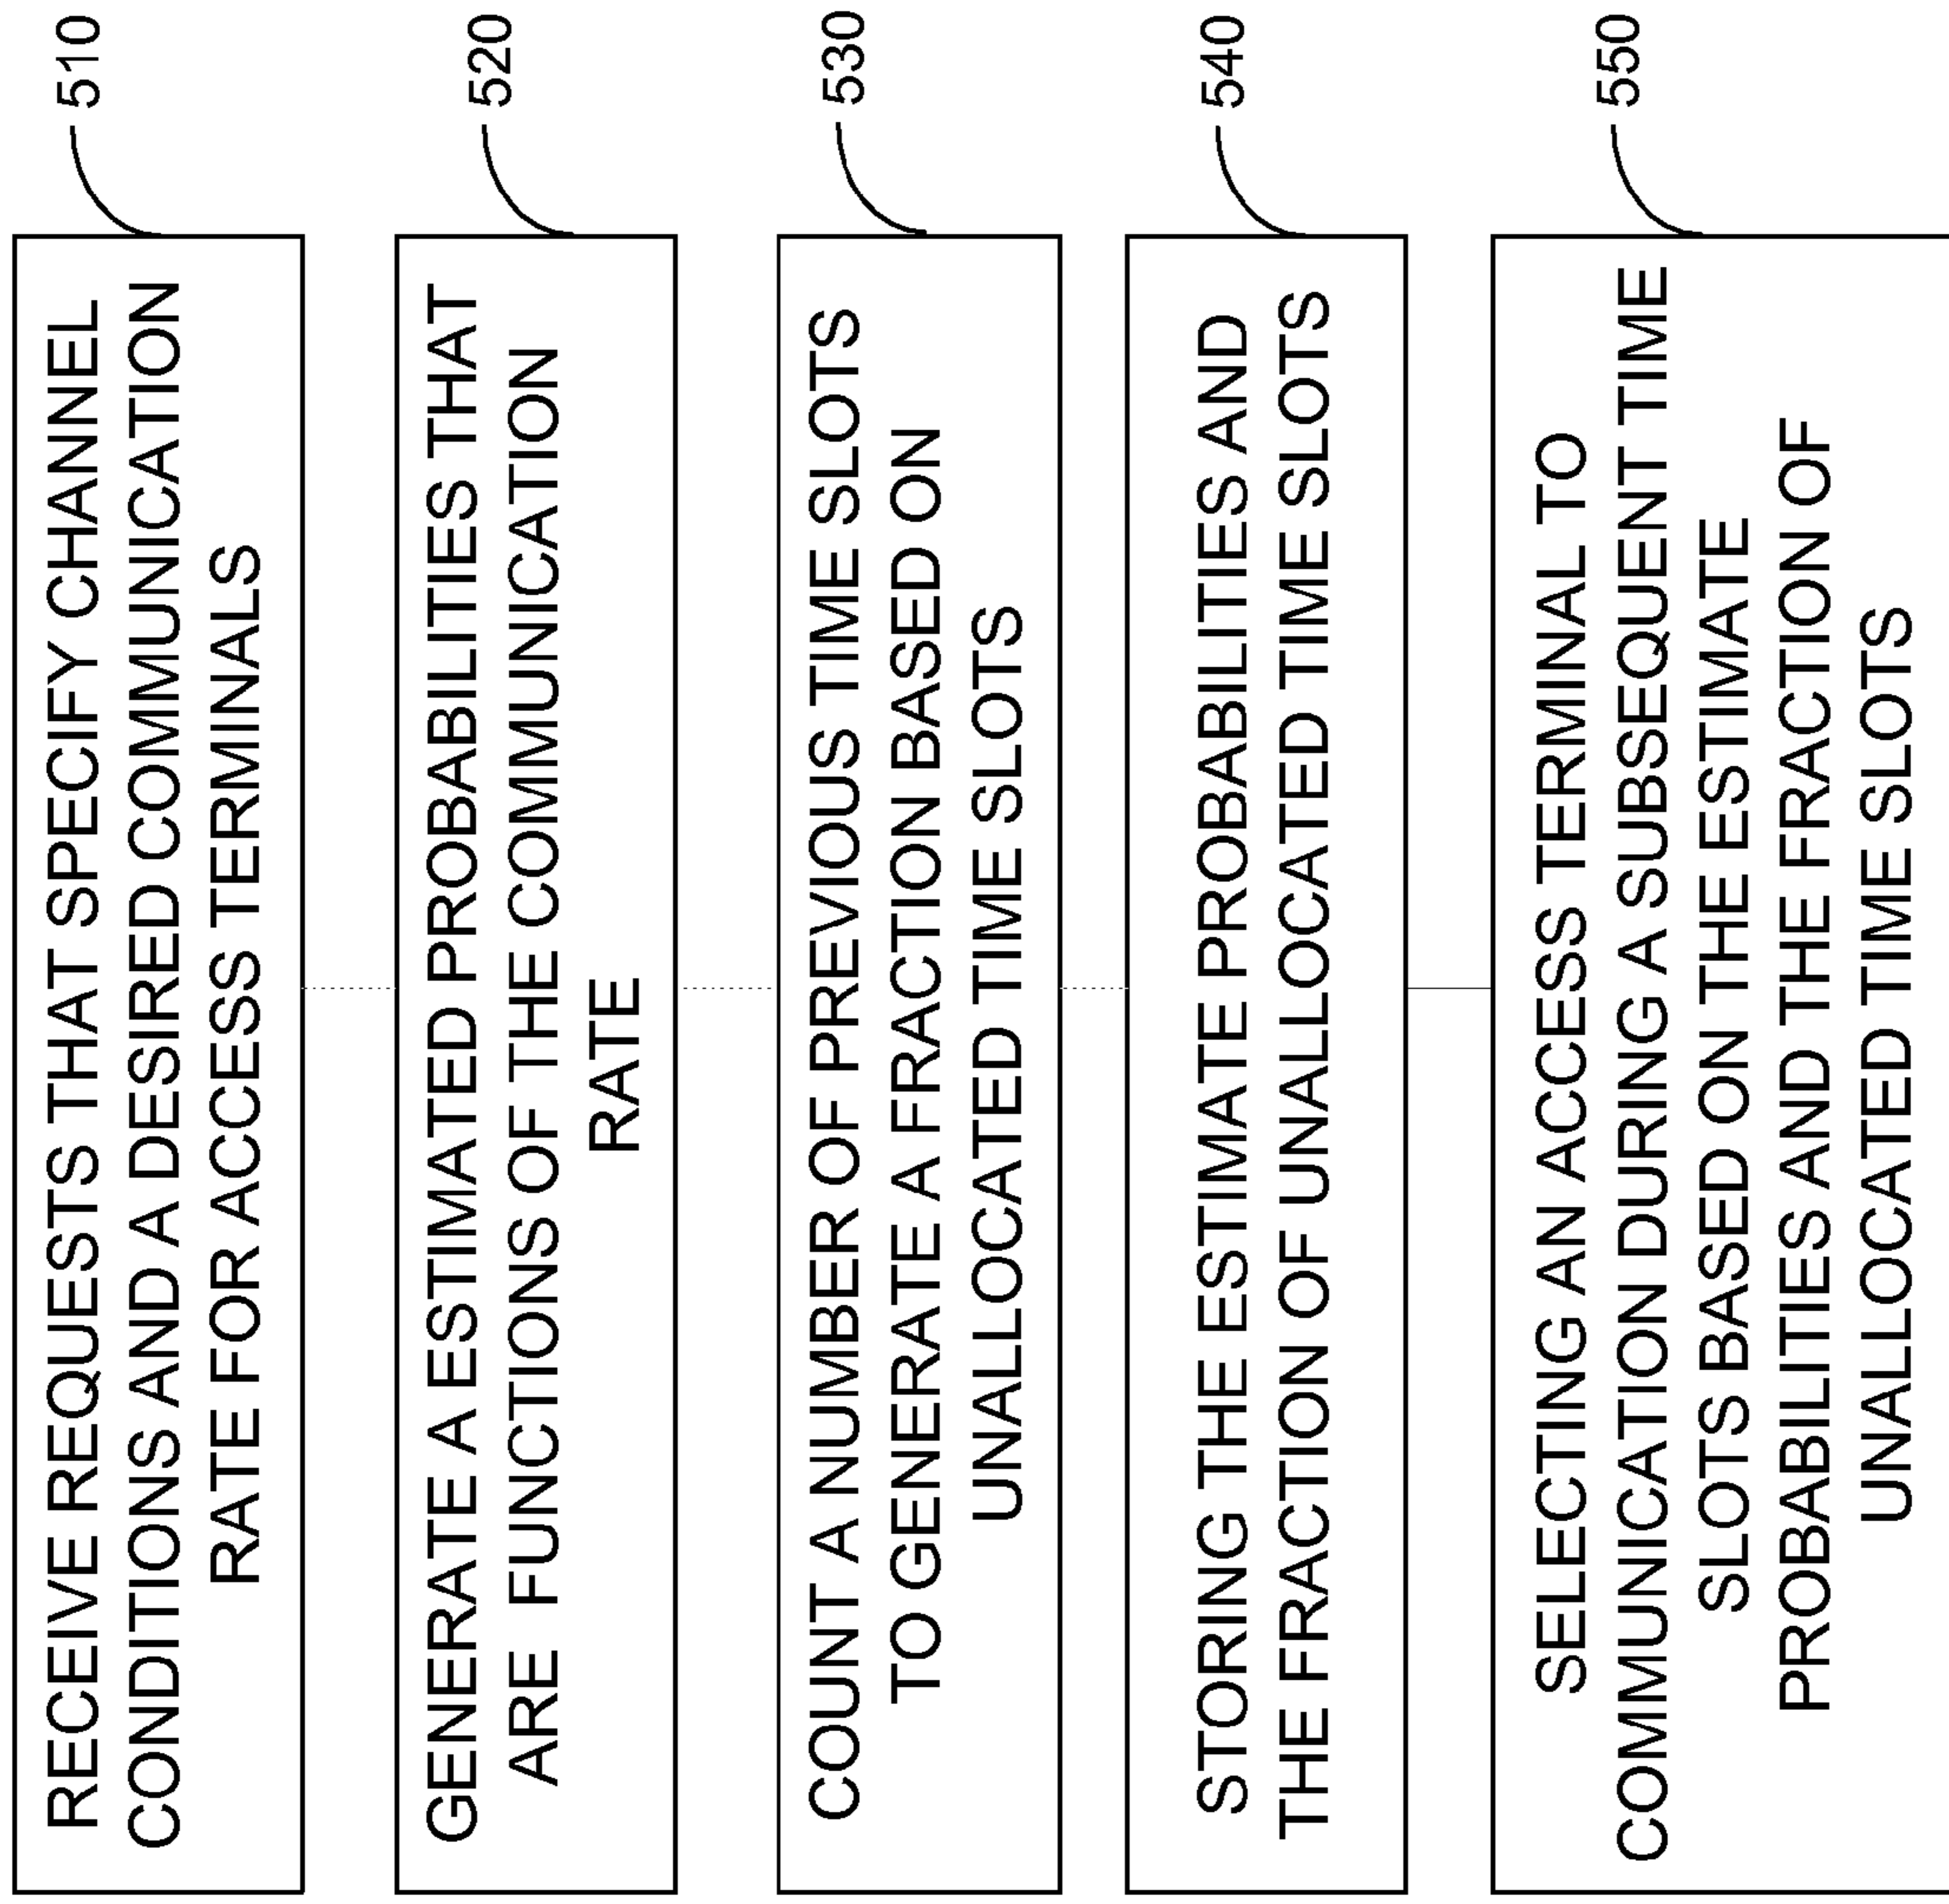 RECEIVE REQUESTS THAT SPECIFY CHANNEL
CONDITIONS AND A DESIRED COMMUNICATION
RATE FOR ACCESS TERMINALS
510
GENERATE A ESTIMATED PROBABILITIES THAT
ARE FUNCTIONS OF THE COMMUNICATION
RATE
520
COUNT A NUMBER OF PREVIOUS TIME SLOTS
TO GENERATE A FRACTION BASED ON
UNALLOCATED TIME SLOTS
530
STORING THE ESTIMATE PROBABILITIES AND
THE FRACTION OF UNALLOCATED TIME SLOTS
540
SELECTING AN ACCESS TERMINAL TO
COMMUNICATION DURING A SUBSEQUENT TIME
SLOTS BASED ON THE ESTIMATE
PROBABILITIES AND THE FRACTION OF
UNALLOCATED TIME SLOTS
550